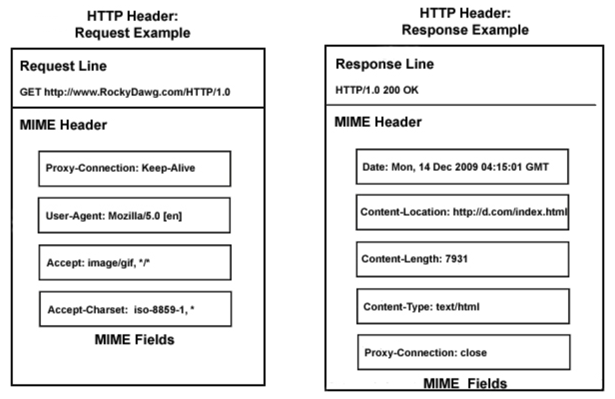 HTTP Header:
Request Example
Request Line
GET http://www.RockyDawg.com/HTTP/1.0
MIME Header
Proxy-Connection: Keep-Alive
User-Agent: Mozilla/5.0 [en]
Accept: image/gif, */*
Accept-Charset: iso-8859-1, *
MIME Fields
HTTP Header:
Response Example
Response Line
HTTP/1.0 200 OK
MIME Header
Date: Mon, 14 Dec 2009 04:15:01 GMT
Content-Location: http://d.com/index.html
Content-Length: 7931
Content-Type: text/html
Proxy-Connection: close
MIME Fields